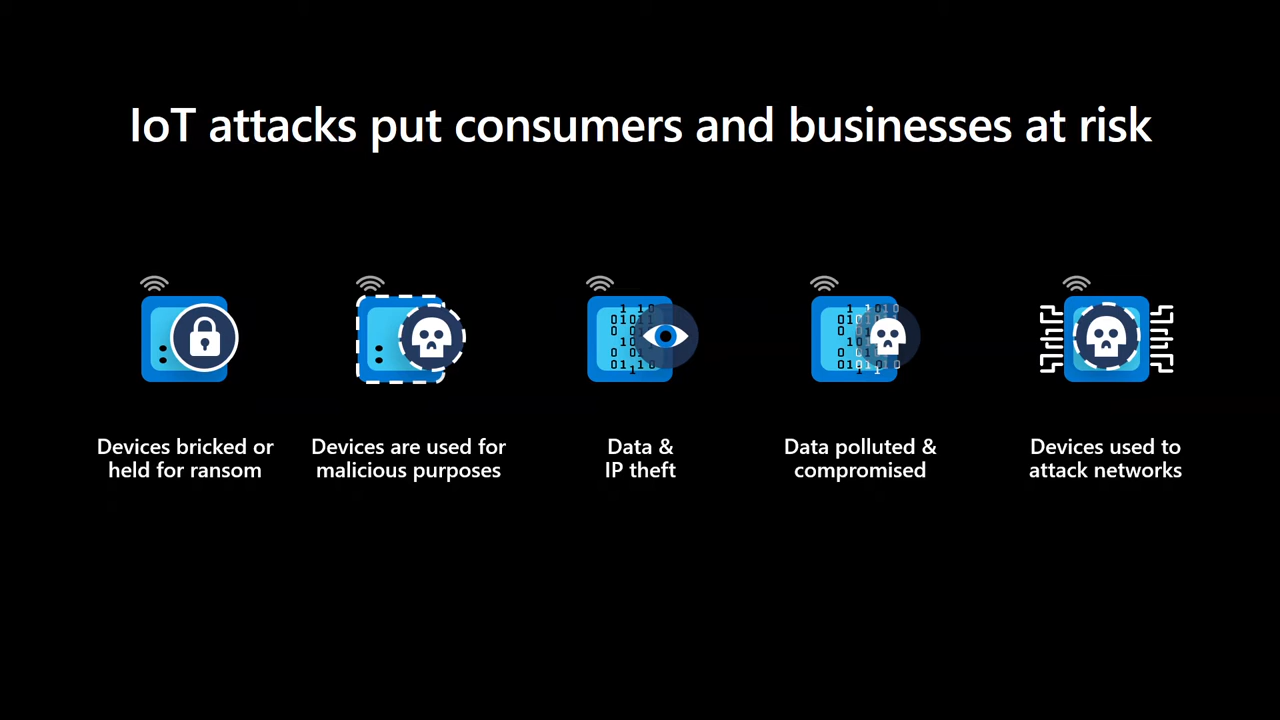 IoT attacks put consumers and businesses at risk
Devices bricked or
held for ransom
Devices are used for
malicious purposes
Data &
IP theft
Data polluted &
compromised
Devices used to
attack networks